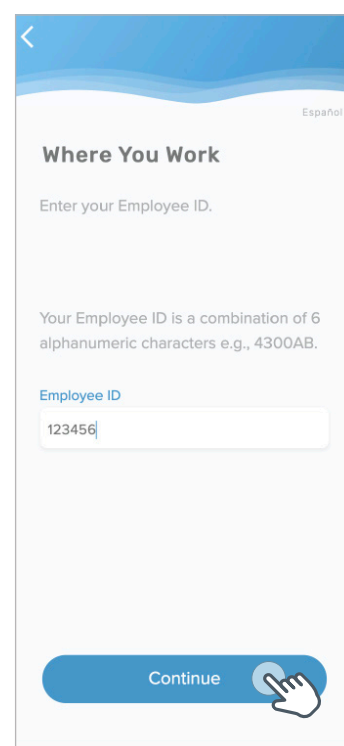 Español
Where You Work
Enter your Employee ID.
Your Employee ID is a combination of 6
alphanumeric characters e.g., 4300AB.
Employee ID
123456
Continue